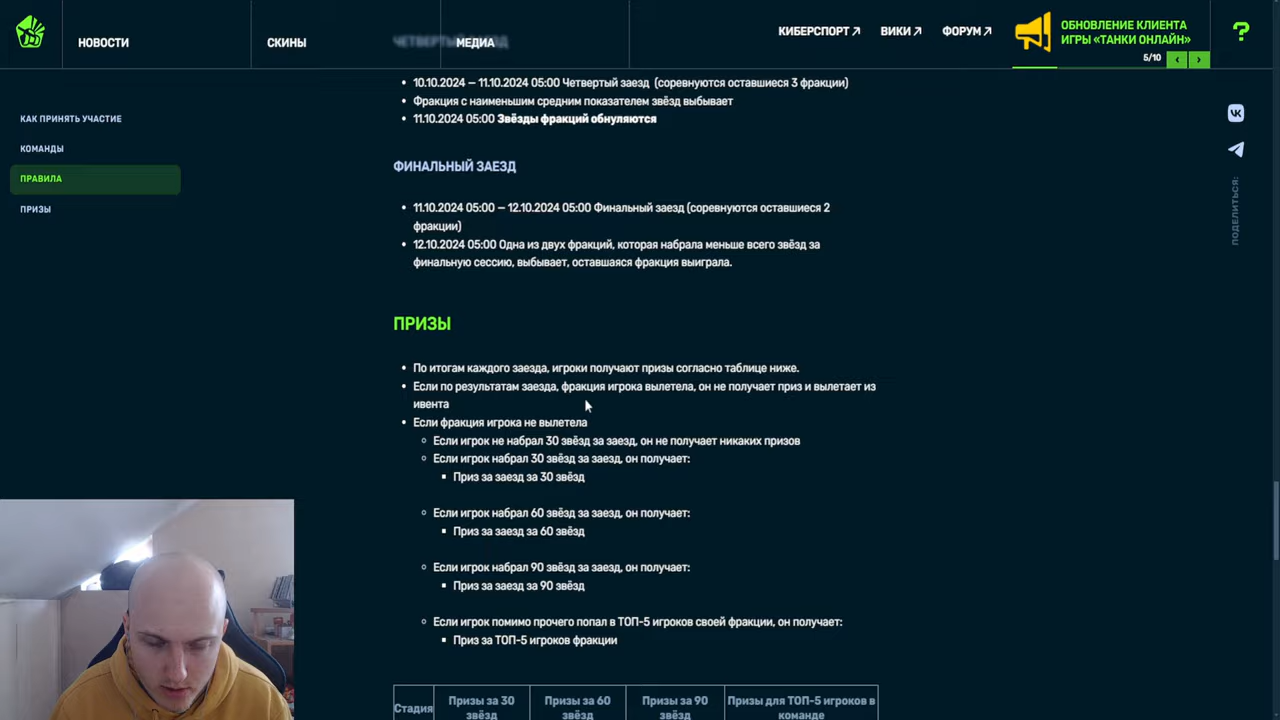 НОВОСТИ
СКИНЫ
МЕДИА
КИБЕРСПОРТ
ВИКИ
ФОРУМ
ОБНОВЛЕНИЕ КЛИЕНТА
ИГРЫ «ТАНКИ ОНЛАЙН»
5/10
?
ЧЕТВЕРТЫЙ ЗАЕЗД
КАК ПРИНЯТЬ УЧАСТИЕ
КОМАНДЫ
ПРАВИЛА
ПРИЗЫ
• 10.10.2024 — 11.10.2024 05:00 Четвертый заезд (соревнуются оставшиеся 3 фракции)
• Фракция с наименьшим средним показателем звёзд выбывает
• 11.10.2024 05:00 Звёзды фракций обнуляются
ФИНАЛЬНЫЙ ЗАЕЗД
• 11.10.2024 05:00 — 12.10.2024 05:00 Финальный заезд (соревнуются оставшиеся 2
фракции)
• 12.10.2024 05:00 Одна из двух фракций, которая набрала меньше всего звёзд за
финальную сессию, выбывает, оставшаяся фракция выиграла.
ПРИЗЫ
• По итогам каждого заезда, игроки получают призы согласно таблице ниже.
• Если по результатам заезда, фракция игрока вылетела, он не получает приз и вылетает из
ивента
• Если фракция игрока не вылетела
Если игрок не набрал 30 звёзд за заезд, он не получает никаких призов
Если игрок набрал 30 звёзд за заезд, он получает:
Приз за заезд за 30 звёзд
Если игрок набрал 60 звёзд за заезд, он получает:
Приз за заезд за 60 звёзд
Если игрок набрал 90 звёзд за заезд, он получает:
Приз за заезд за 90 звёзд
Если игрок помимо прочего попал в ТОП-5 игроков своей фракции, он получает:
Приз за ТОП-5 игроков фракции
Стадия
Призы за 30
звёзд
Призы за 60
звёзд
Призы за 90
звёзд
Призы для ТОП-5 игроков в
команде
ПОДЕЛИТЬСЯ: